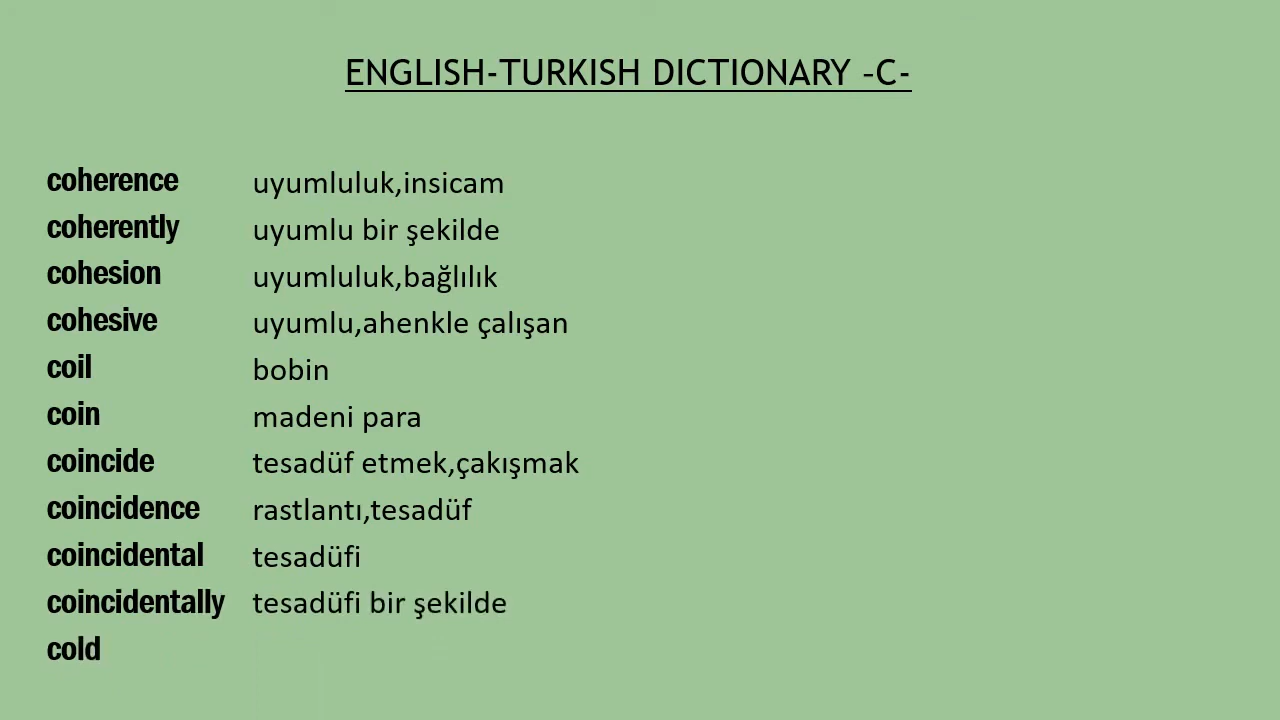 ENGLISH-TURKISH DICTIONARY –C-
coherence uyumluluk,insicam
coherently uyumlu bir şekilde
cohesion uyumluluk,bağlılık
cohesive uyumlu,ahenkle çalışan
coil bobin
coin madeni para
coincide tesadüf etmek,çakışmak
coincidence rastlantı,tesadüf
coincidental tesadüfi
coincidentally tesadüfi bir şekilde
cold